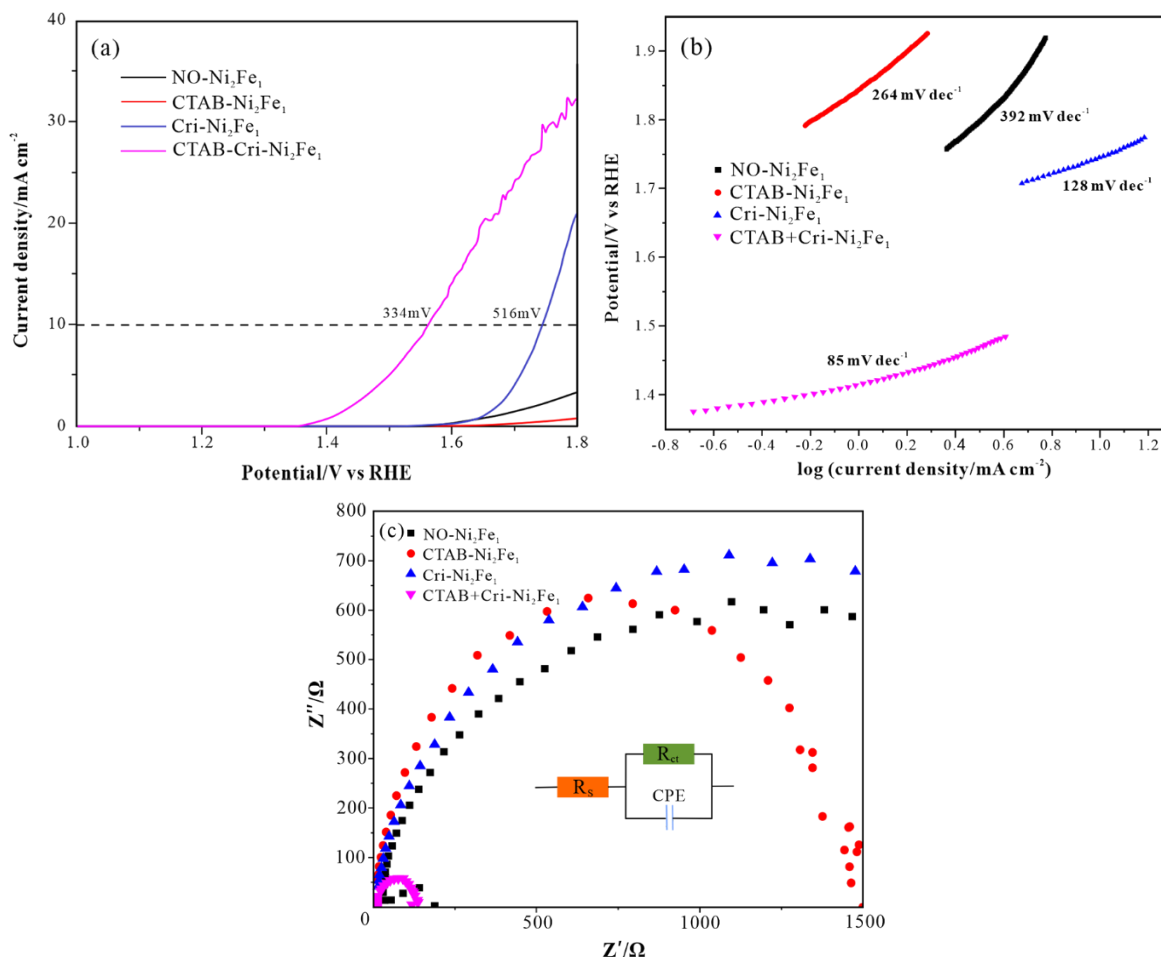 (a)
NO-Ni₂Fe₁
CTAB-Ni₂Fe₁
Cri-Ni₂Fe₁
CTAB-Cri-Ni₂Fe₁
334mV
516mV
40
30
20
10
0
1.0
1.2
1.4
1.6
1.8
Current density/mA cm⁻²
Potential/V vs RHE
(b)
264 mV dec⁻¹
392 mV dec⁻¹
128 mV dec⁻¹
85 mV dec⁻¹
NO-Ni₂Fe₁
CTAB-Ni₂Fe₁
Cri-Ni₂Fe₁
CTAB+Cri-Ni₂Fe₁
1.9
1.8
1.7
1.6
1.5
1.4
-0.8
-0.6
-0.4
-0.2
0.0
0.2
0.4
0.6
0.8
1.0
1.2
Potential/V vs RHE
log (current density/mA cm⁻²)
(c)
NO-Ni₂Fe₁
CTAB-Ni₂Fe₁
Cri-Ni₂Fe₁
CTAB+Cri-Ni₂Fe₁
Rs
Rct
CPE
800
700
600
500
400
300
200
100
0
500
1000
1500
Z''/Ω
Z'/Ω